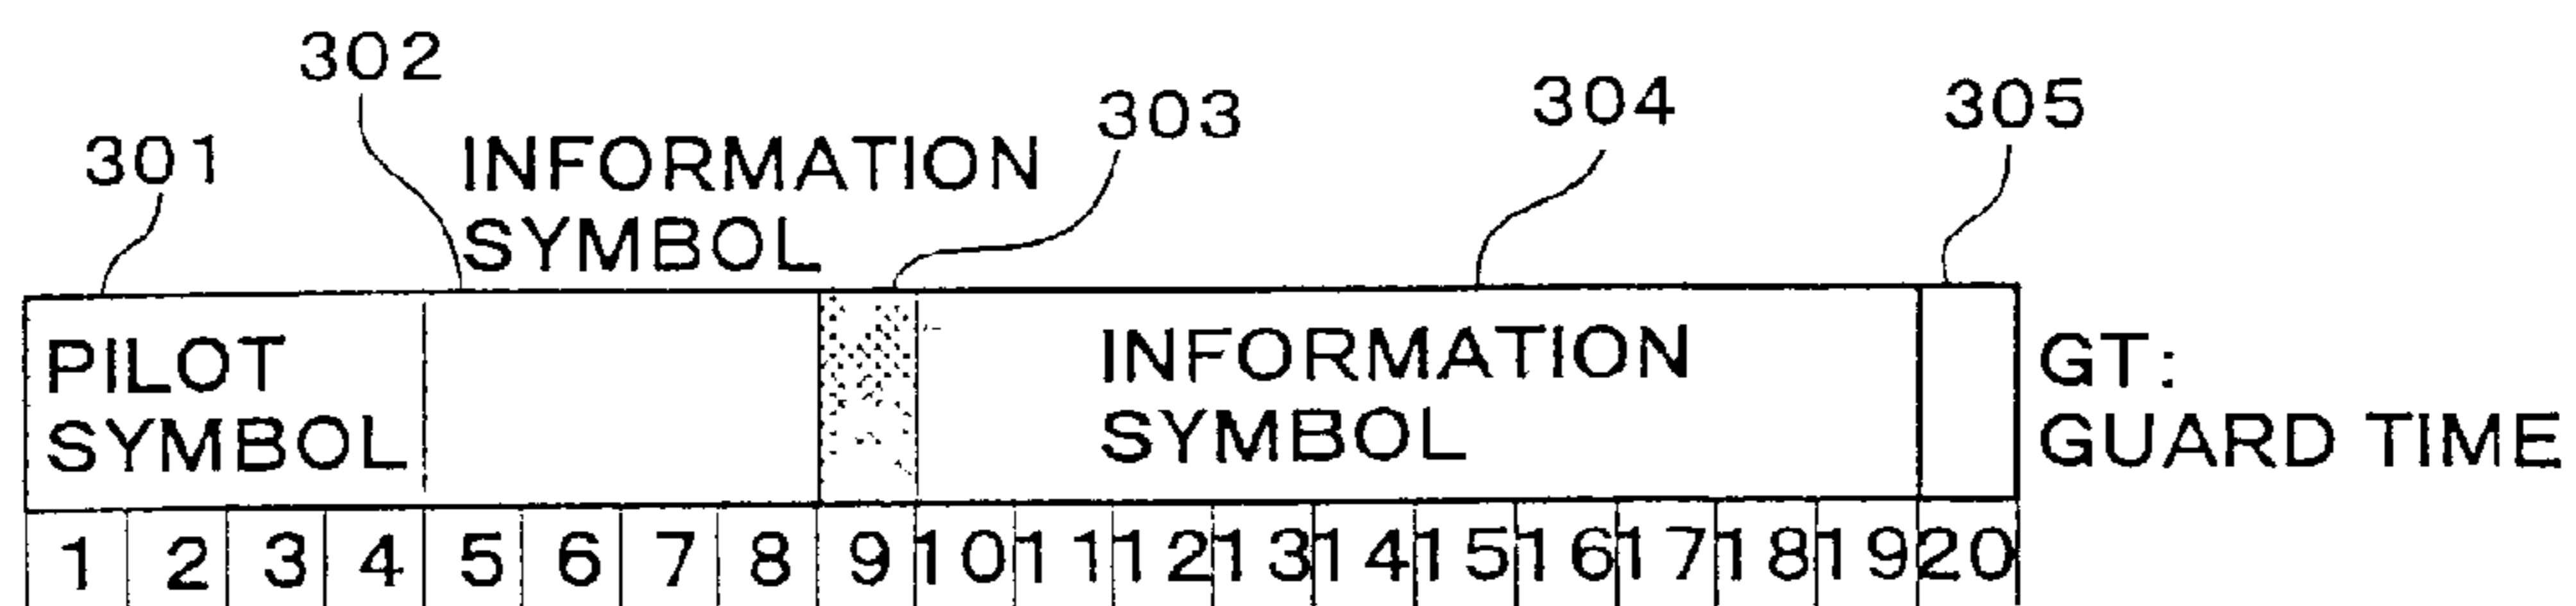 302
303
304
305
301
INFORMATION
SYMBOL
PILOT
SYMBOL
INFORMATION
SYMBOL
GT:
GUARD TIME
1 2 3 4 5 6 7 8 9 10 11 12 13 14 15 16 17 18 19 20